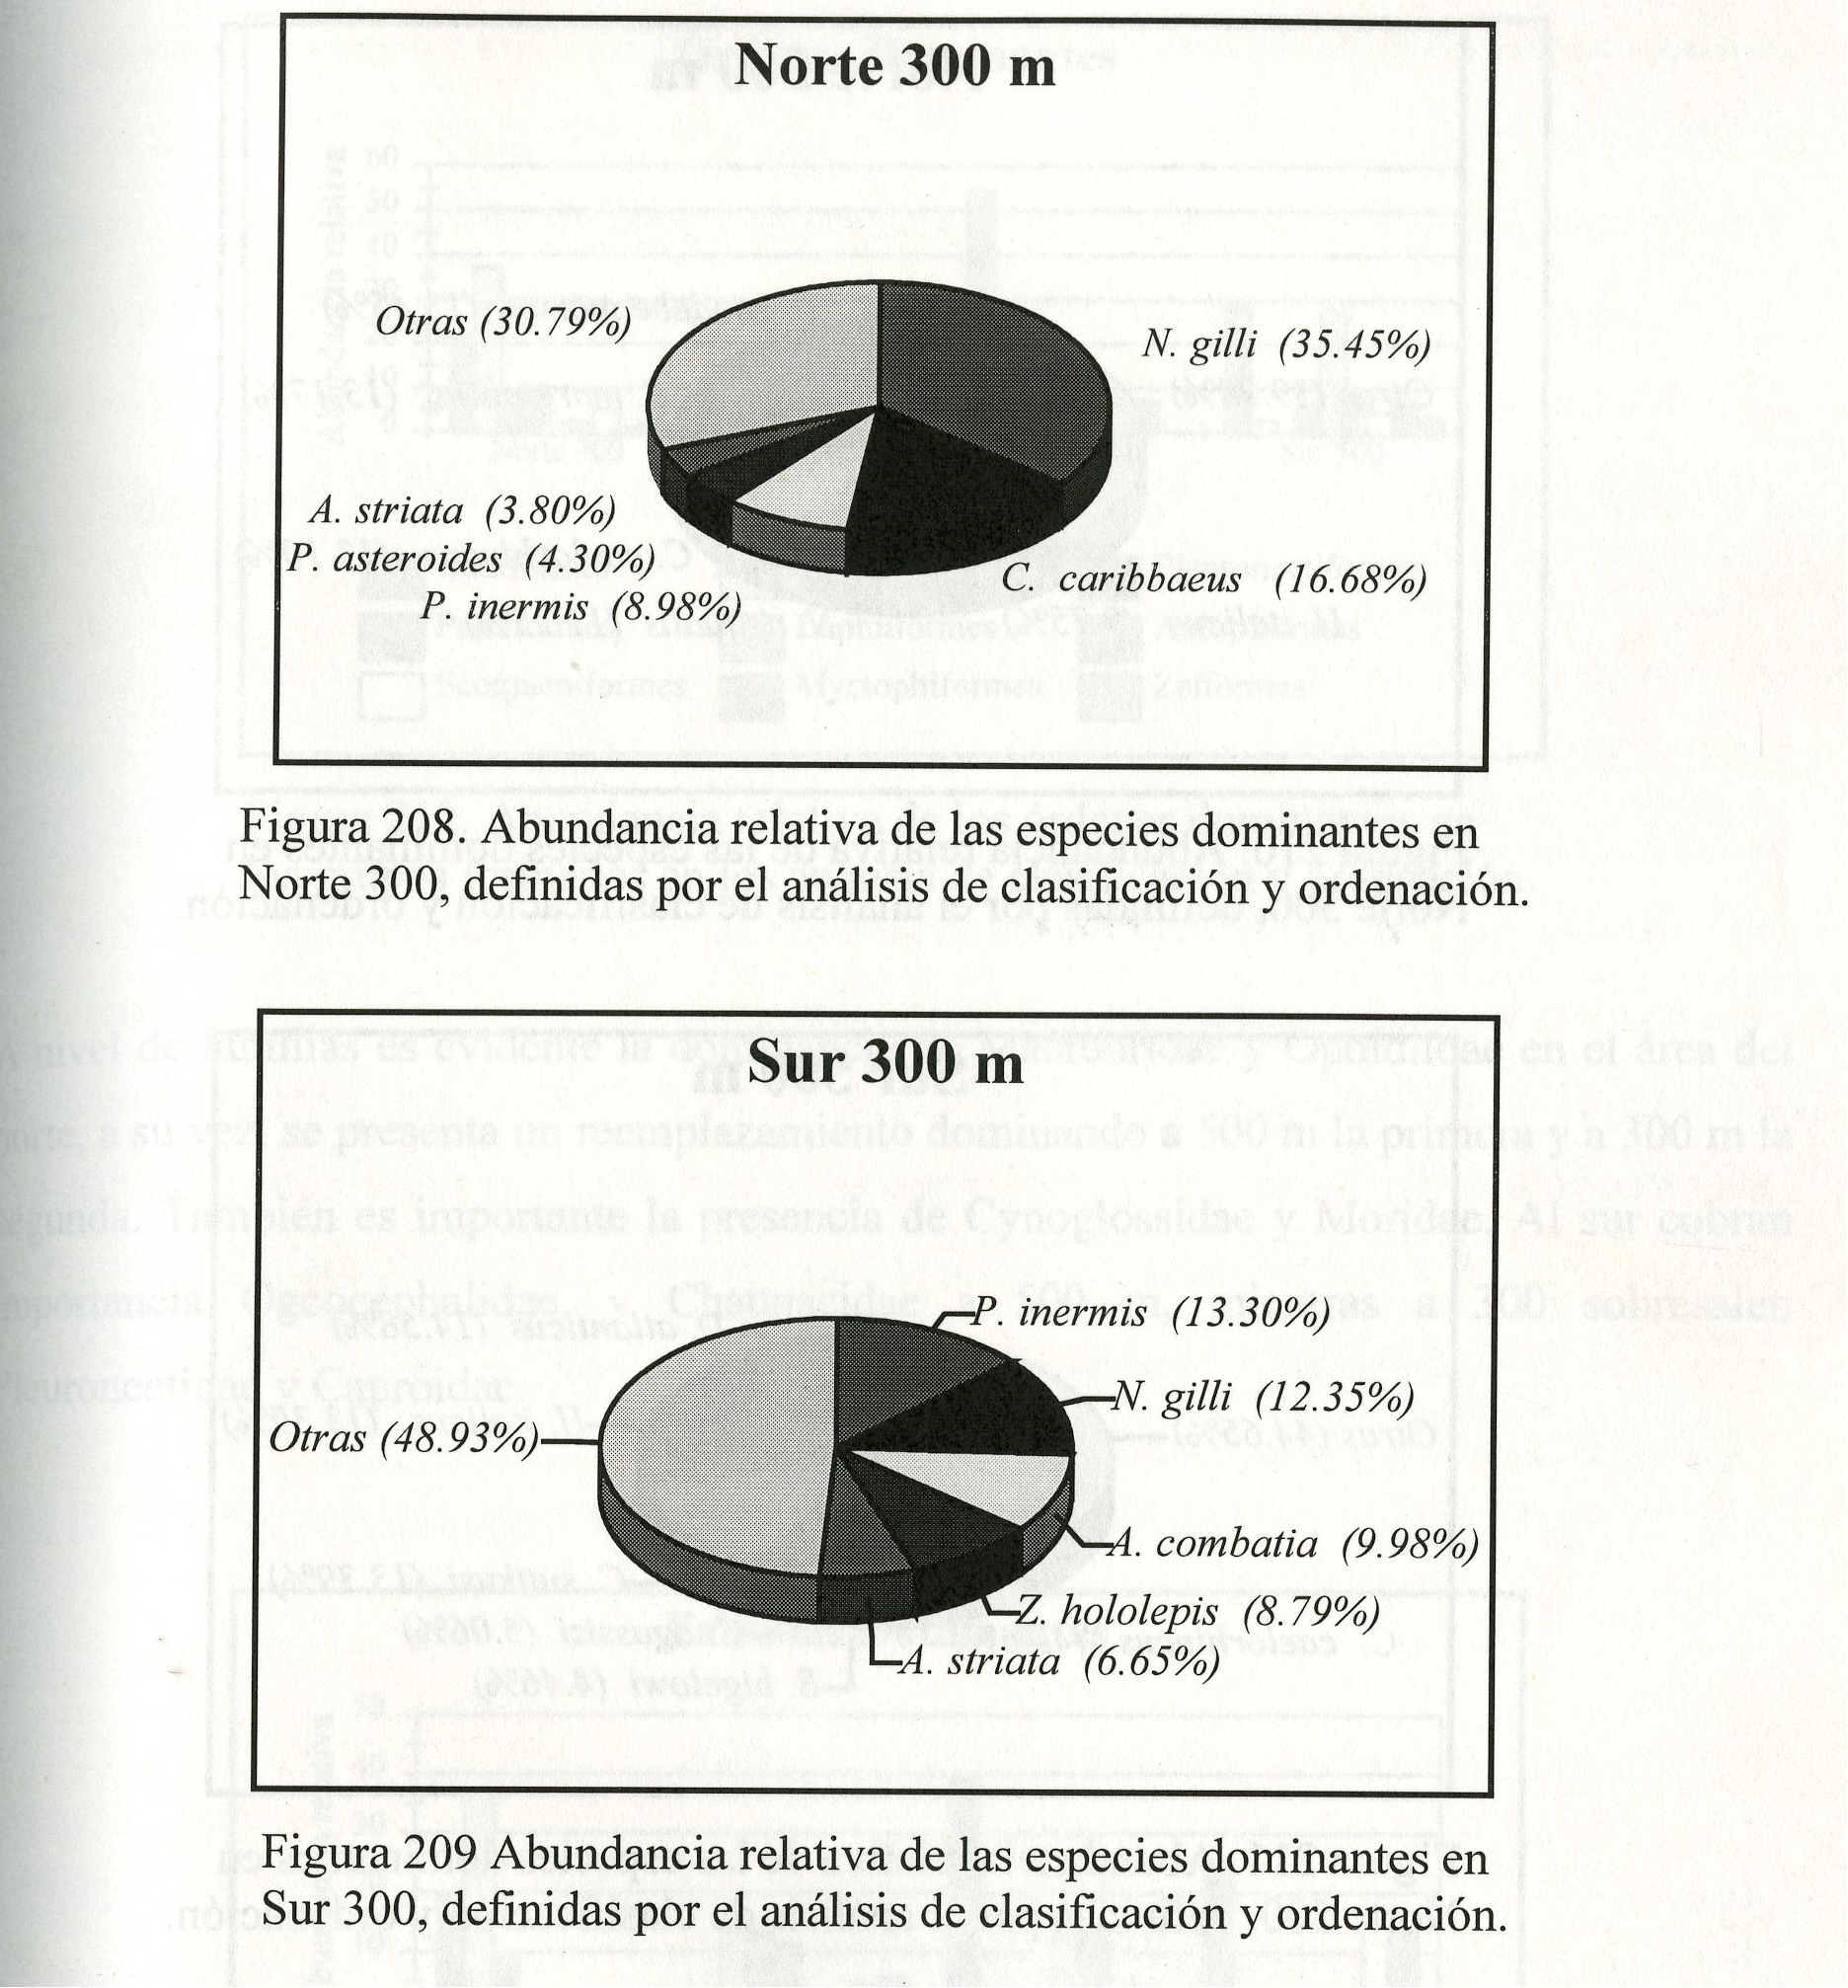 Norte 300 m
Otras (30.79%)
N. gilli (35.45%)
A. striata (3.80%)
P. asteroides (4.30%)
P. inermis (8.98%)
C. caribbaeus (16.68%)
Figura 208. Abundancia relativa de las especies dominantes en
Norte 300, definidas por el análisis de clasificación y ordenación.
Sur 300 m
P. inermis (13.30%)
N. gilli (12.35%)
Otras (48.93%)
A. combatia (9.98%)
Z. hololepis (8.79%)
A. striata (6.65%)
Figura 209 Abundancia relativa de las especies dominantes en
Sur 300, definidas por el análisis de clasificación y ordenación.